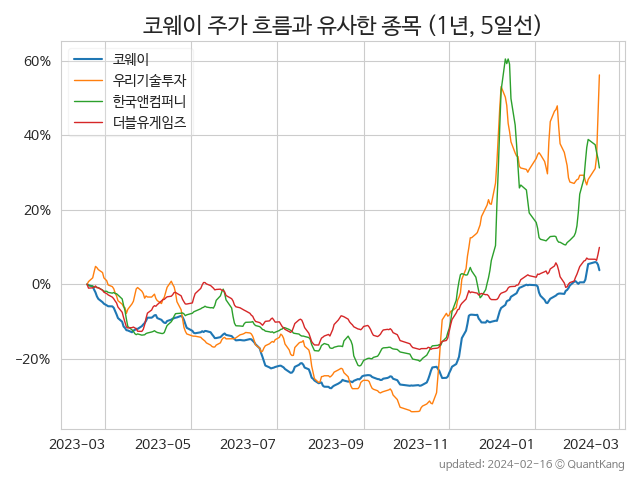 코웨이 주가 흐름과 유사한 종목 (1년, 5일선)
코웨이
우리기술투자
한국앤컴퍼니
더블유게임즈
60%
40%
20%
0%
−20%
2023-03 2023-05 2023-07 2023-09 2023-11 2024-01 2024-03
updated: 2024-02-16 © QuantKang